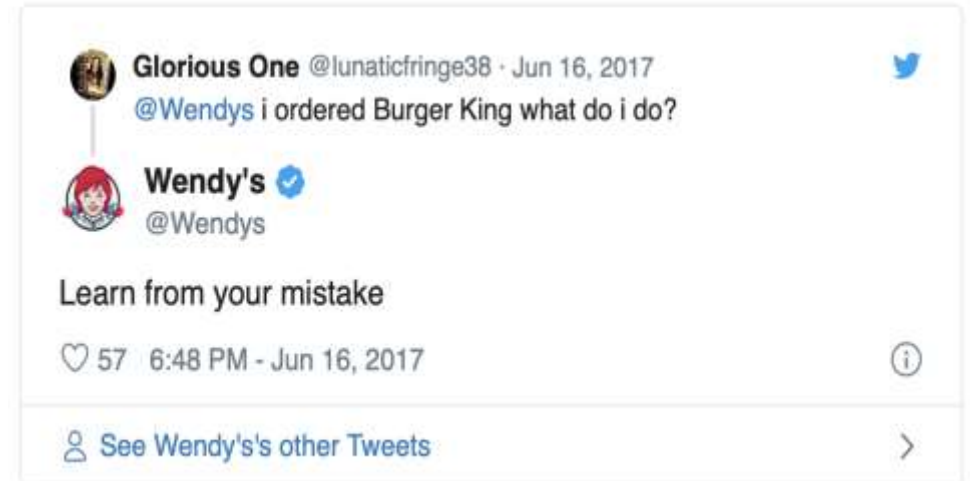 Glorious One @lunaticfringe38 · Jun 16, 2017
@Wendys i ordered Burger King what do i do?
Wendy's
@Wendys
Learn from your mistake
57 6:48 PM - Jun 16, 2017
See Wendy's's other Tweets